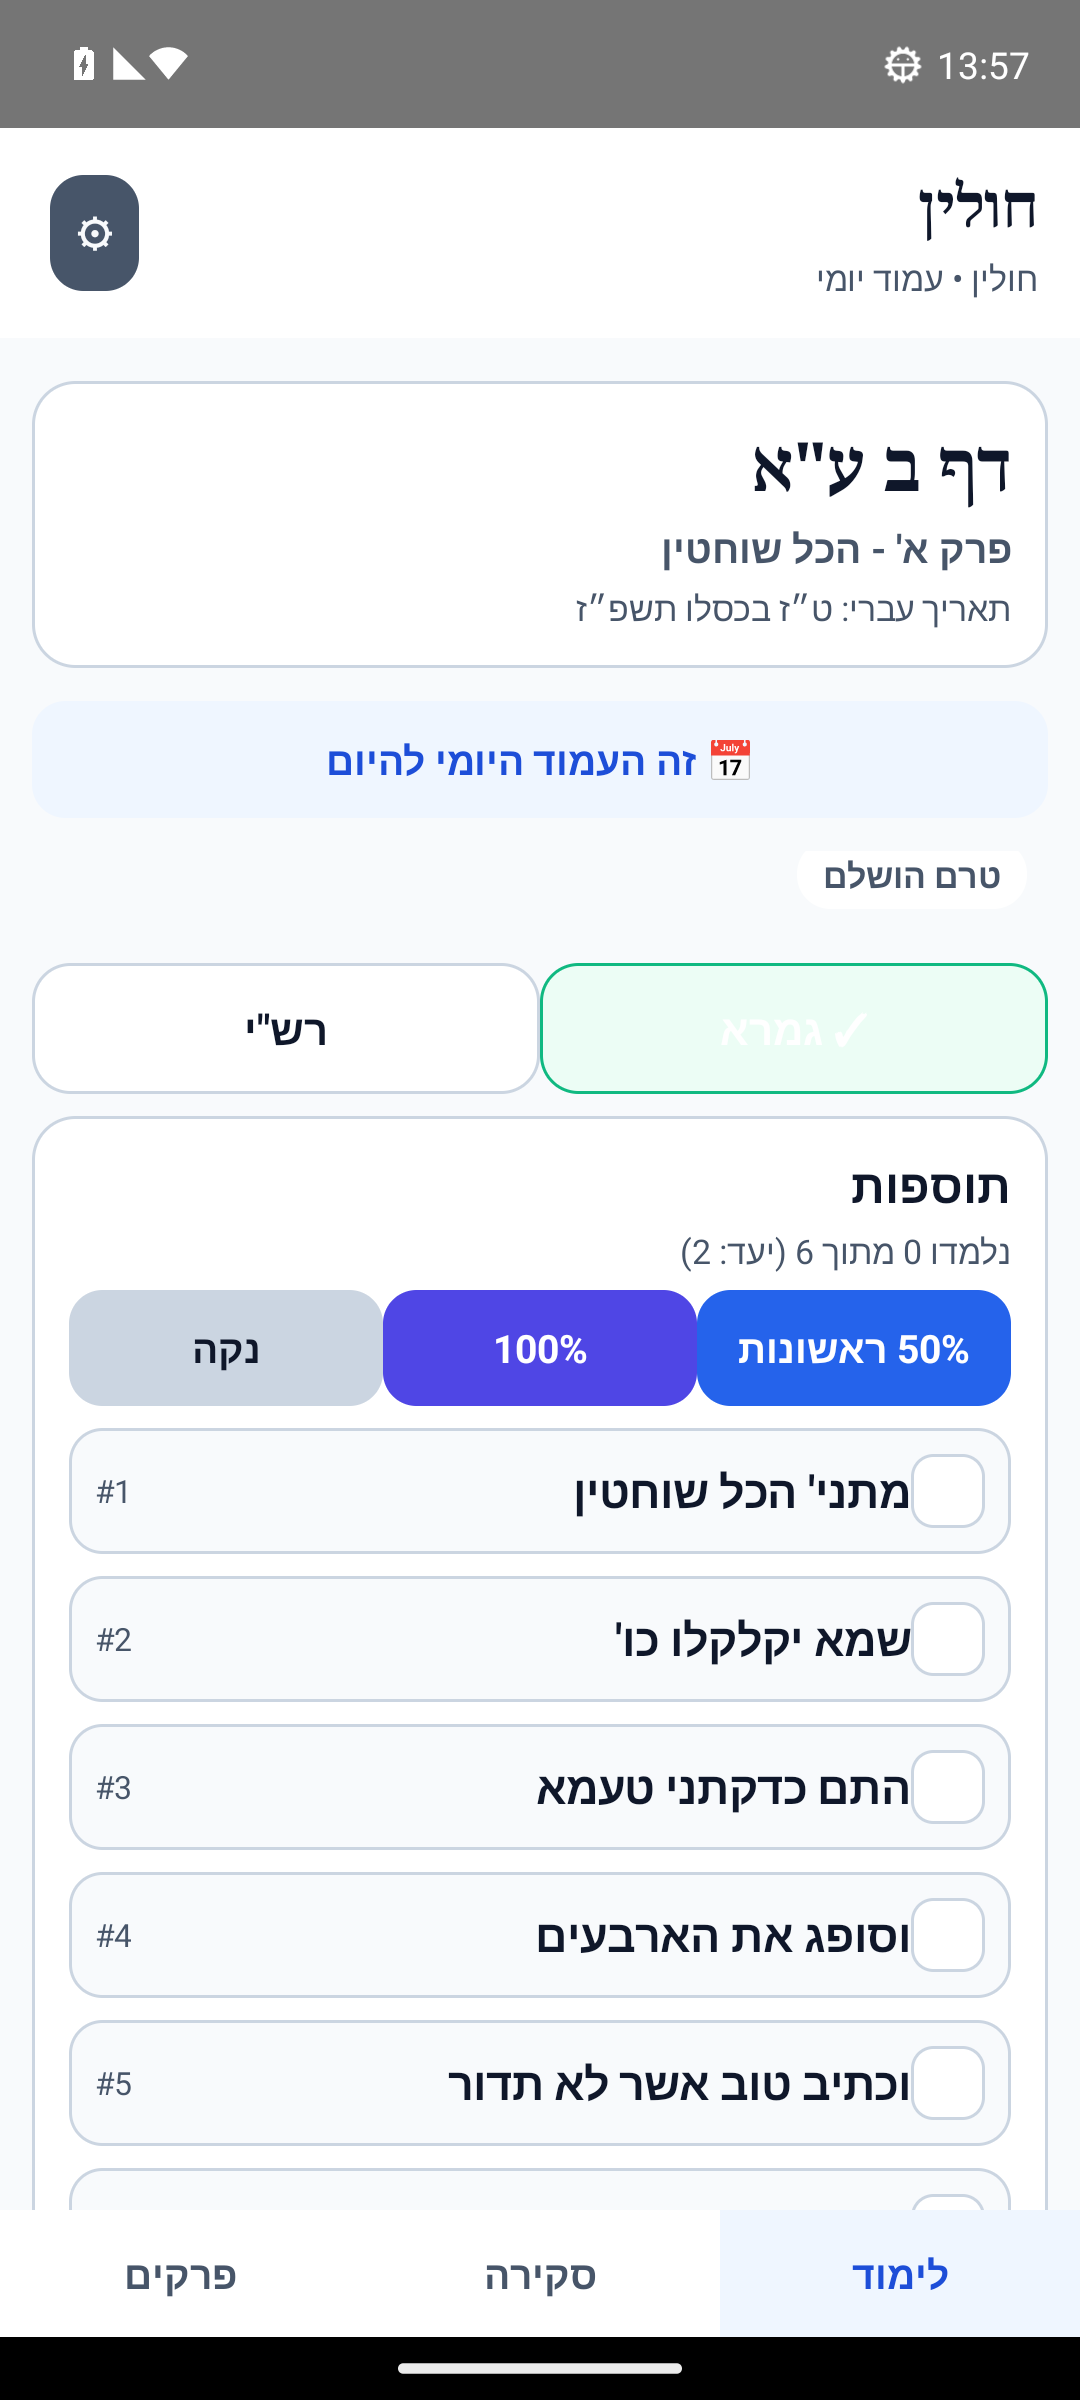 13:57
חולין
חולין • עמוד יומי
דף ב ע"א
פרק א' - הכל שוחטין
תאריך עברי: ט״ז בכסלו תשפ״ז
July 17 זה העמוד היומי להיום
טרם הושלם
✓ גמרא
רש"י
תוספות
נלמדו 0 מתוך 6 (יעד: 2)
50% ראשונות
100%
נקה
מתני' הכל שוחטין #1
שמא יקלקלו כו' #2
התם כדקתני טעמא #3
וסופג את הארבעים #4
וכתיב טוב אשר לא תדור #5
לימוד
סקירה
פרקים